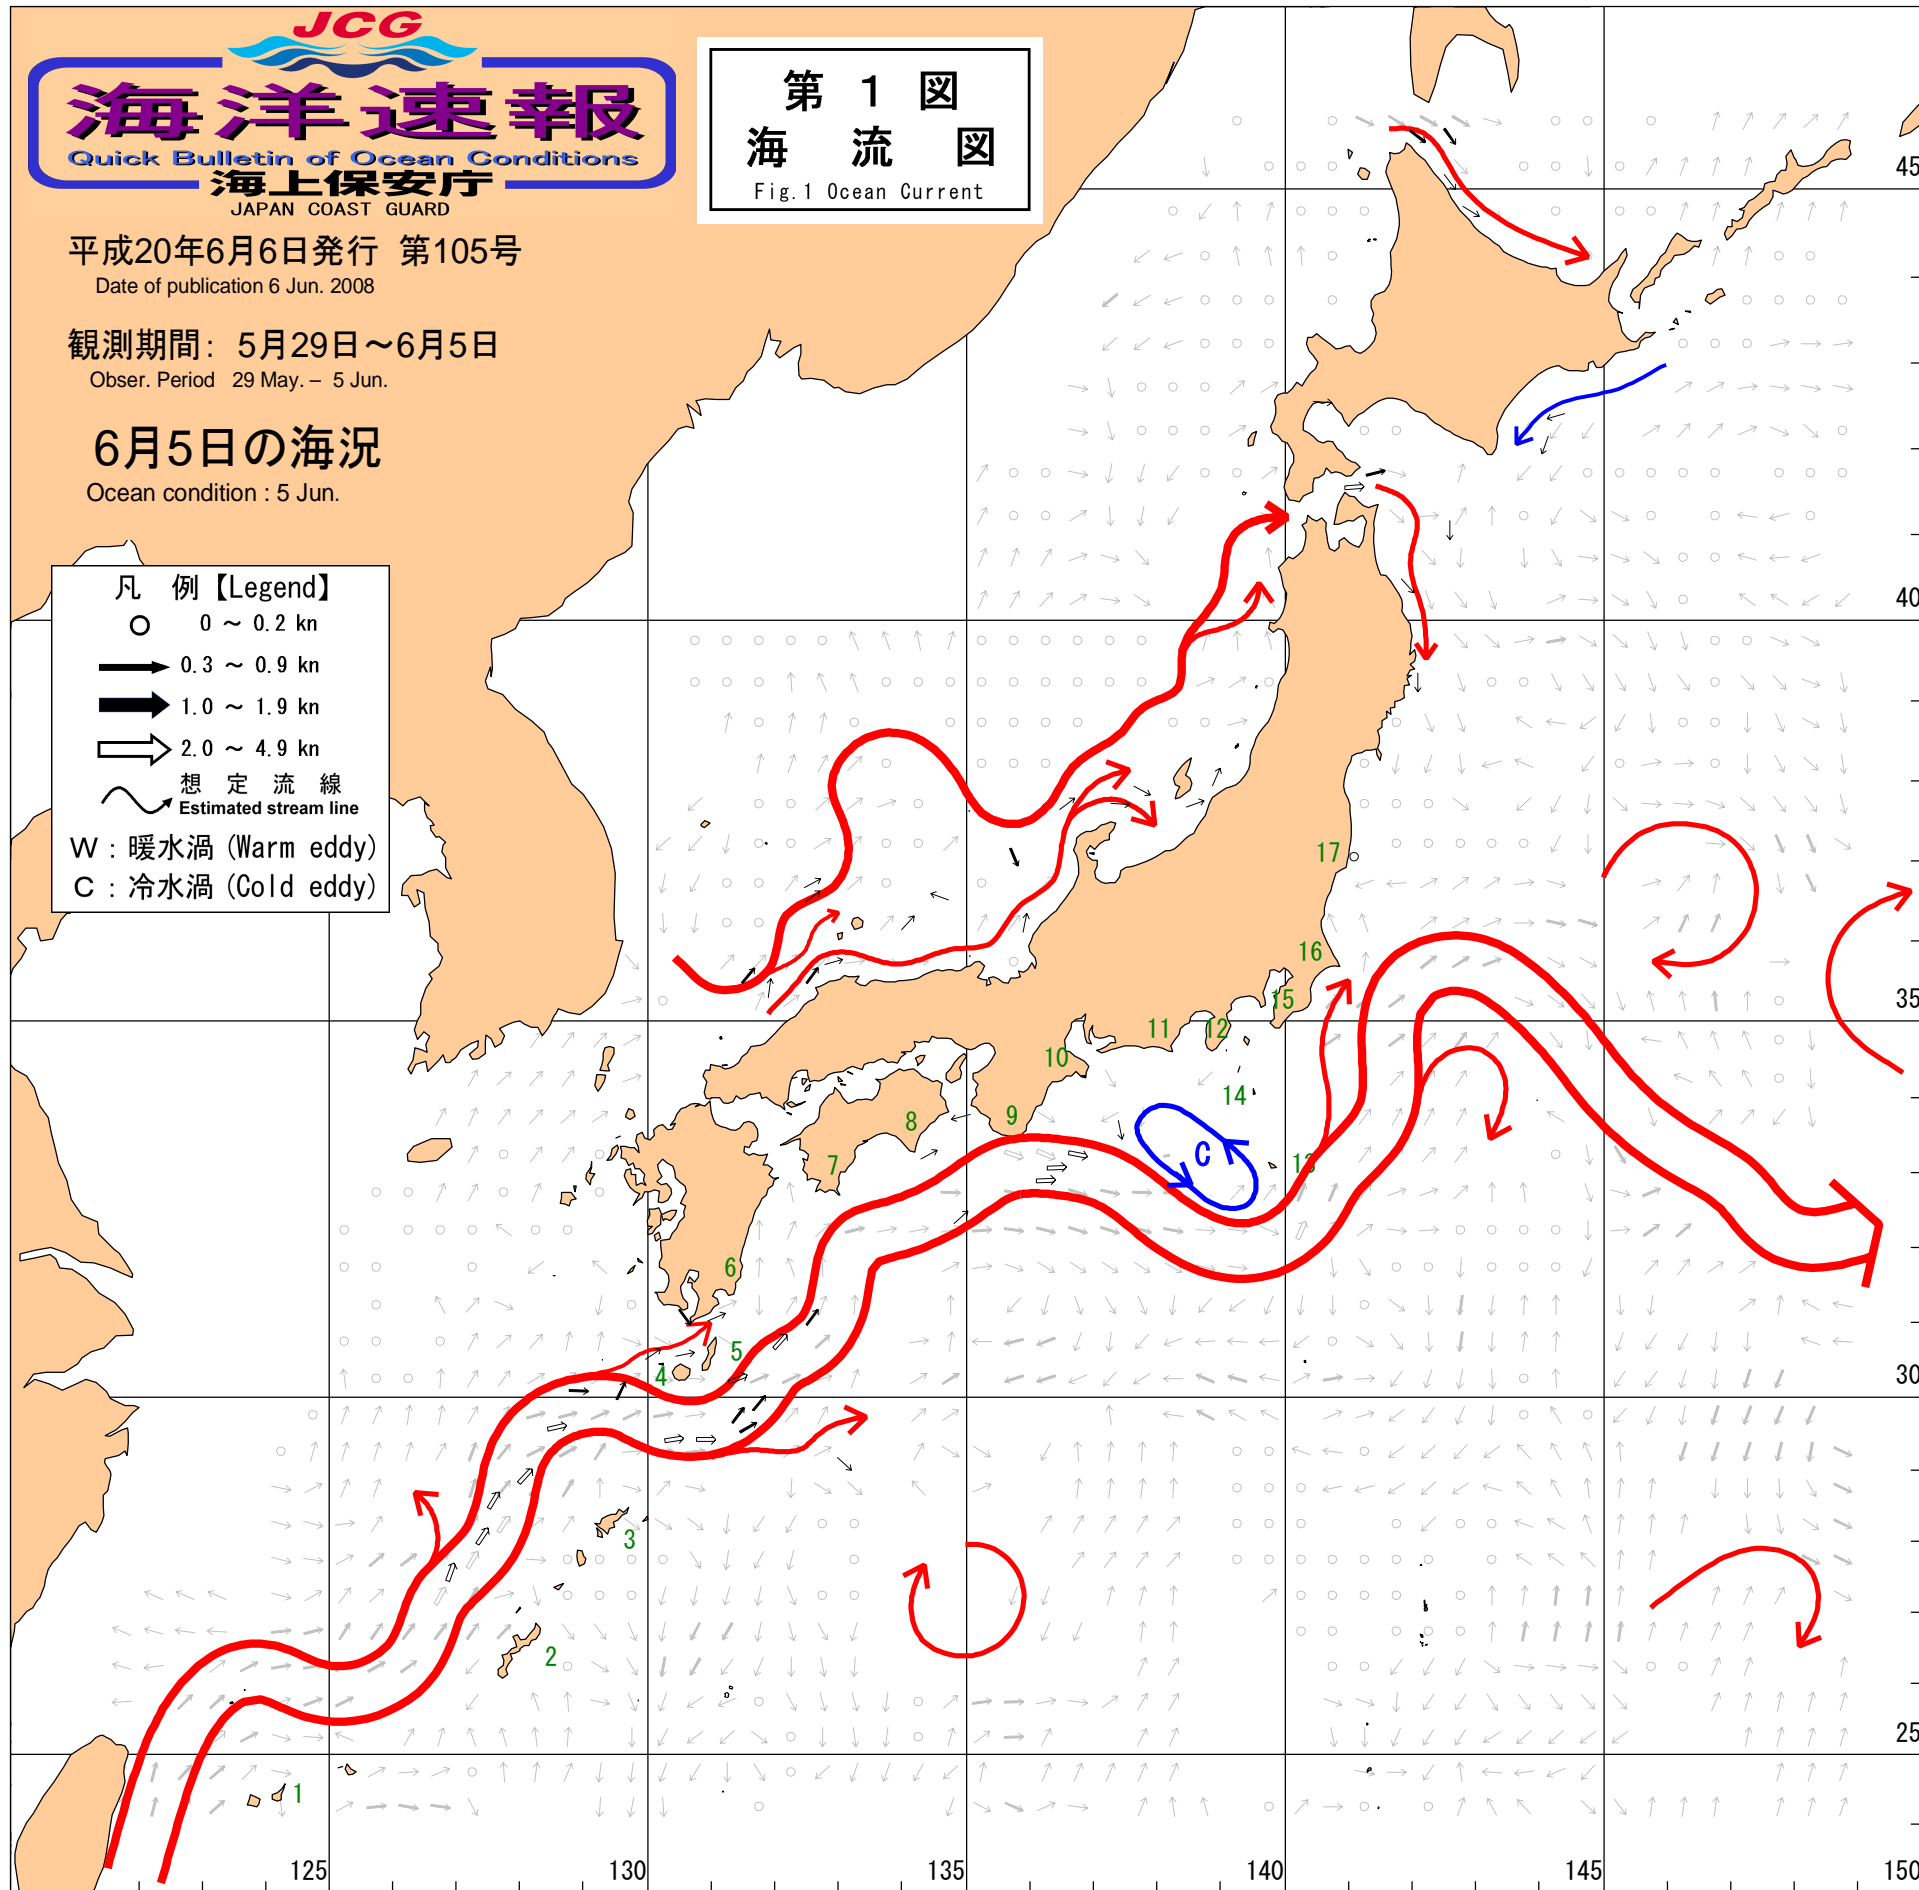 JCG
海洋速報
Quick Bulletin of Ocean Conditions
海上保安庁
JAPAN COAST GUARD
平成20年6月6日発行 第105号
Date of publication 6 Jun. 2008
観測期間: 5月29日～6月5日
Obser. Period 29 May. – 5 Jun.
6月5日の海況
Ocean condition : 5 Jun.
第 1 図
海 流 図
Fig.1 Ocean Current
凡 例【Legend】
0 ～ 0.2 kn
0.3 ～ 0.9 kn
1.0 ～ 1.9 kn
2.0 ～ 4.9 kn
想 定 流 線
Estimated stream line
W : 暖水渦 (Warm eddy)
C : 冷水渦 (Cold eddy)
45
40
17
16
35
15
11
12
10
14
9
8
C
7
13
6
5
4
30
3
2
25
1
125
130
135
140
145
150